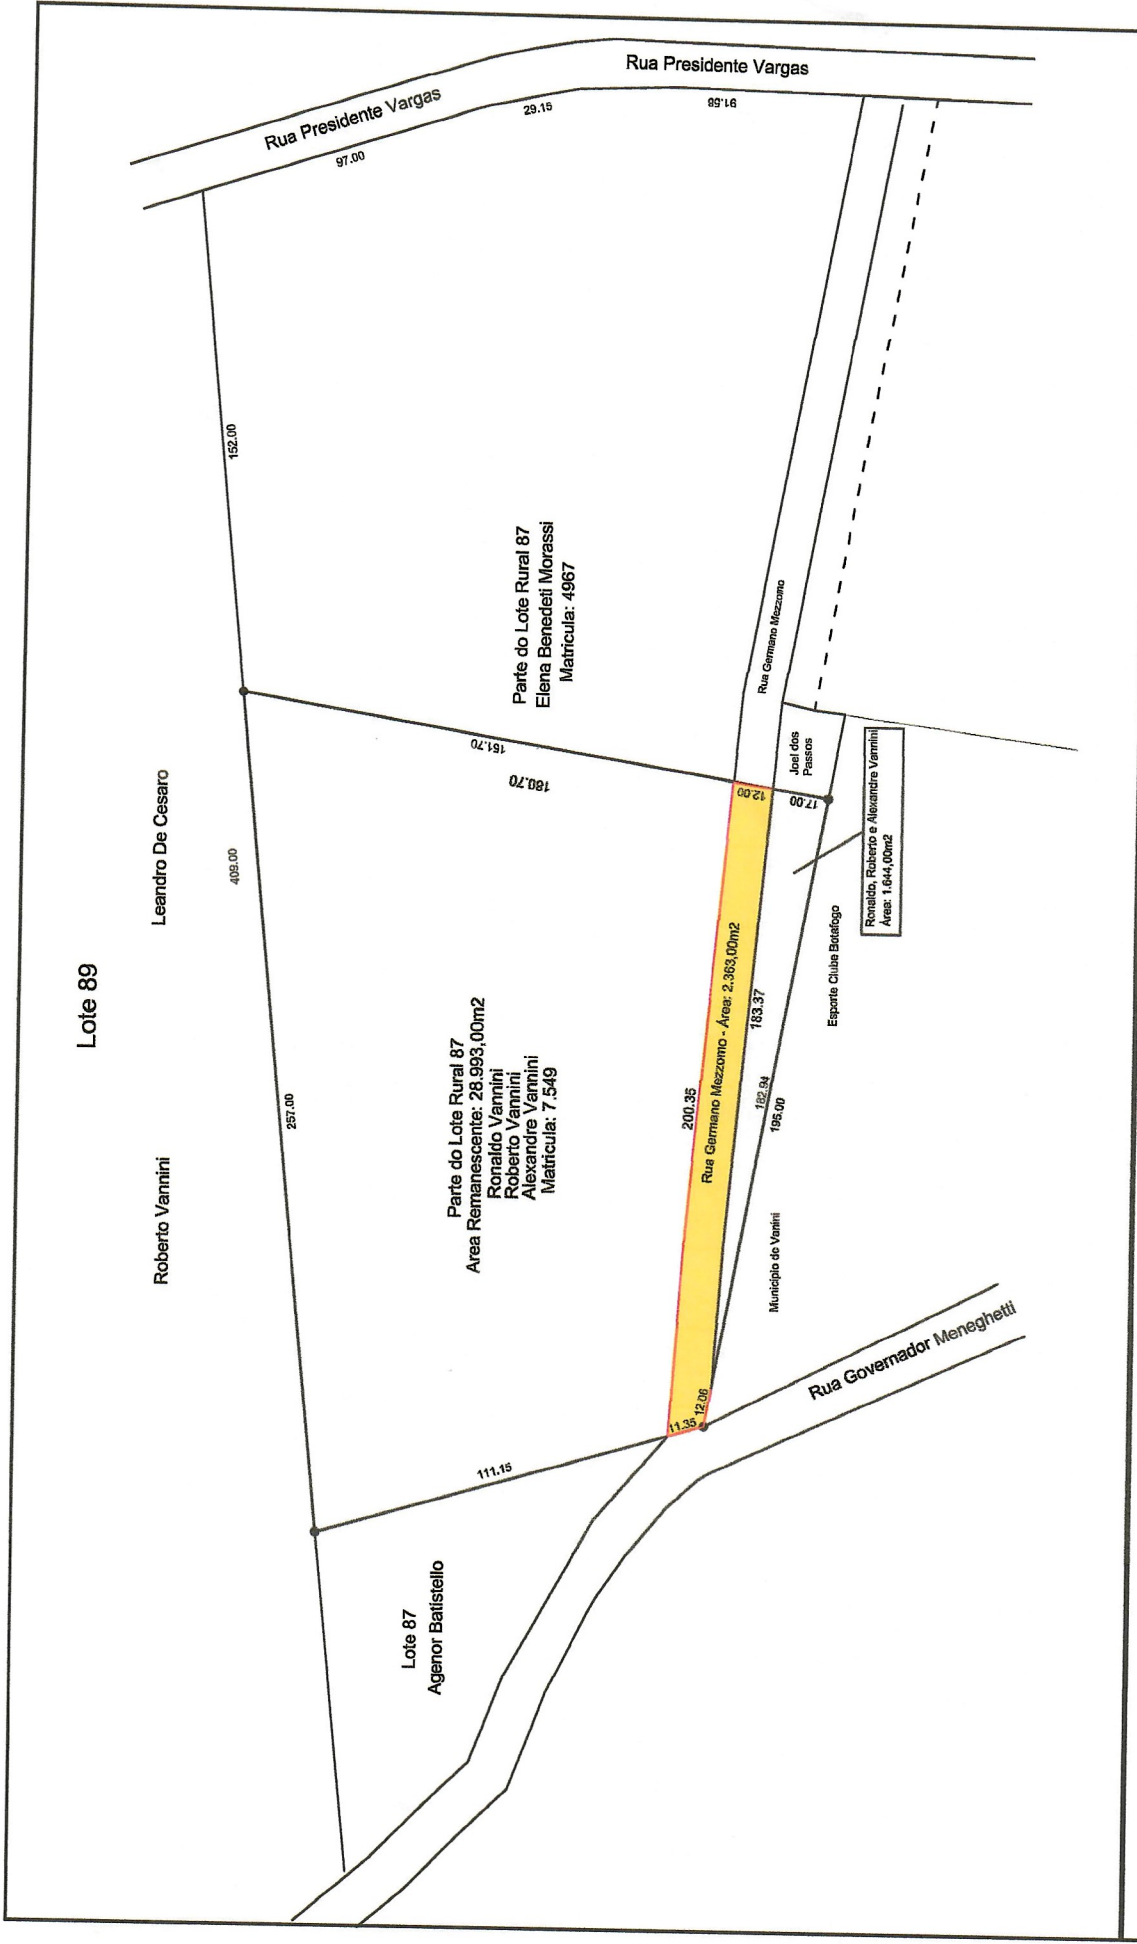 Lote 89
Roberto Vannini
Leandro De Cesaro
257.00
409.00
152.00
Rua Presidente Vargas
97.00
29.15
Rua Presidente Vargas
91.58
Lote 87
Agenor Batistello
111.15
Parte do Lote Rural 87
Area Remanescente: 28.993,00m2
Ronaldo Vannini
Roberto Vannini
Alexandre Vannini
Matricula: 7.549
151.70
180.70
Parte do Lote Rural 87
Elena Benedeti Morassi
Matricula: 4967
200.35
11.35
12.06
Rua Germano Mezzomo - Área: 2.363,00m2
12.00
183.37
182.94
195.00
17.00
Joel dos
Passos
Rua Germano Mezzomo
Município de Vanini
Esporte Clube Botafogo
Ronaldo, Roberto e Alexandre Vannini
Área: 1.644,00m2
Rua Governador Meneghetti